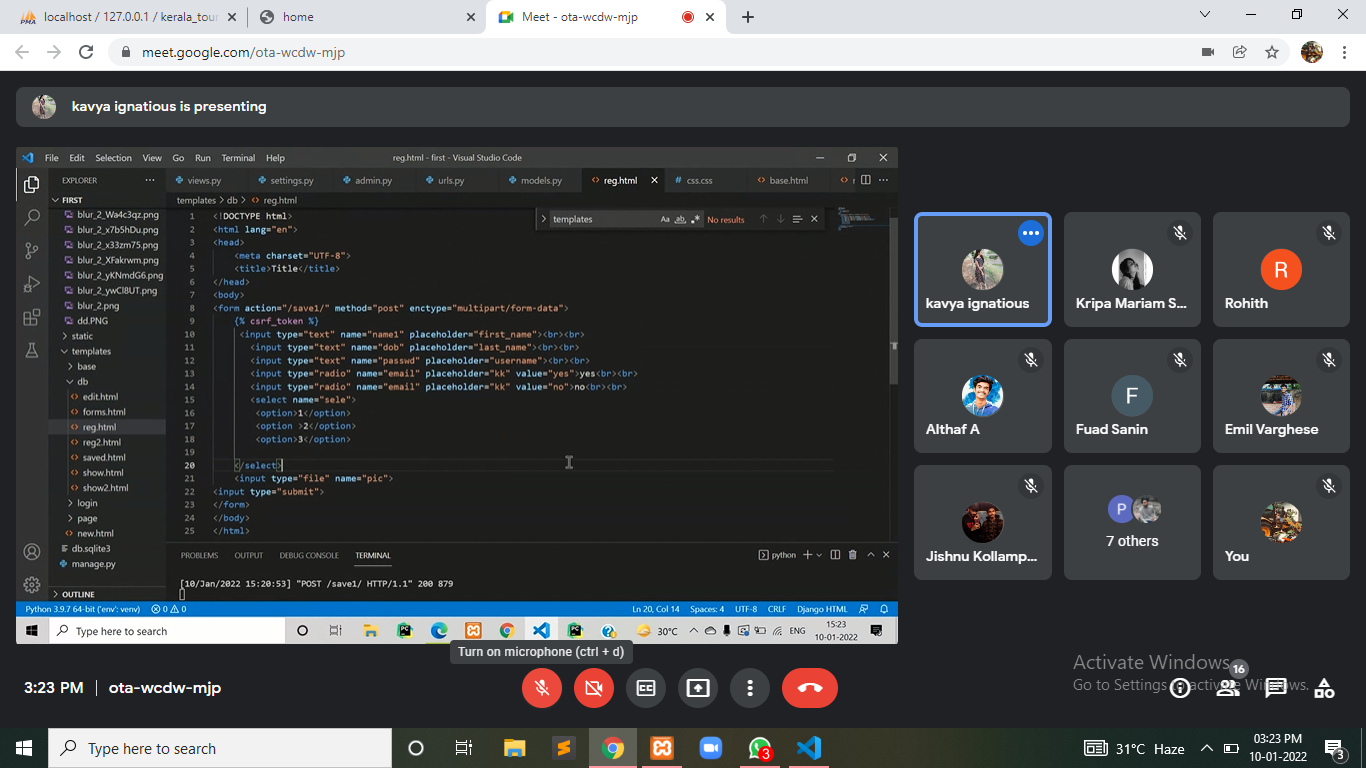 localhost / 127.0.0.1 / kerala_tour
home
Meet - ota-wcdw-mjp
meet.google.com/ota-wcdw-mjp
kavya ignatious is presenting
File Edit Selection View Go Run Terminal Help
reg.html - first - Visual Studio Code
EXPLORER
views.py
settings.py
admin.py
urls.py
models.py
reg.html
css.css
base.html
FIRST
templates > db > reg.html
templates
Aa ab, .* No results
blur_2_Wa4c3qz.png
blur_2_x7b5hDu.png
blur_2_x33zm75.png
blur_2_XFakrwm.png
blur_2_yKNmdG6.png
blur_2_ywCl8UT.png
blur_2.png
dd.PNG
static
templates
base
db
edit.html
forms.html
reg.html
reg2.html
saved.html
show.html
show2.html
login
page
new.html
db.sqlite3
manage.py
OUTLINE
1 <!DOCTYPE html>
2 <html lang="en">
3 <head>
4 <meta charset="UTF-8">
5 <title>Title</title>
6 </head>
7 <body>
8 <form action="/save1/" method="post" enctype="multipart/form-data">
9 {% csrf_token %}
10 <input type="text" name="name1" placeholder="first_name"><br><br>
11 <input type="text" name="dob" placeholder="last_name"><br><br>
12 <input type="text" name="passwd" placeholder="username"><br><br>
13 <input type="radio" name="email" placeholder="kk" value="yes">yes<br><br>
14 <input type="radio" name="email" placeholder="kk" value="no">no<br><br>
15 <select name="sele">
16 <option>1</option>
17 <option >2</option>
18 <option>3</option>
19
20 </select>
21 <input type="file" name="pic">
22 <input type="submit">
23 </form>
24 </body>
25 </html>
PROBLEMS OUTPUT DEBUG CONSOLE TERMINAL
python
[10/Jan/2022 15:20:53] "POST /save1/ HTTP/1.1" 200 879
Python 3.9.7 64-bit ('env': venv) 0 0
Ln 20, Col 14 Spaces: 4 UTF-8 CRLF Django HTML
Type here to search
30°C
ENG
15:23
10-01-2022
kavya ignatious
Kripa Mariam S...
R
Rohith
Althaf A
F
Fuad Sanin
Emil Varghese
Jishnu Kollamp...
P
7 others
You
Turn on microphone (ctrl + d)
3:23 PM | ota-wcdw-mjp
Activate Windows
Go to Settings to activate Windows.
16
Type here to search
3
31°C Haze
03:23 PM
10-01-2022
3